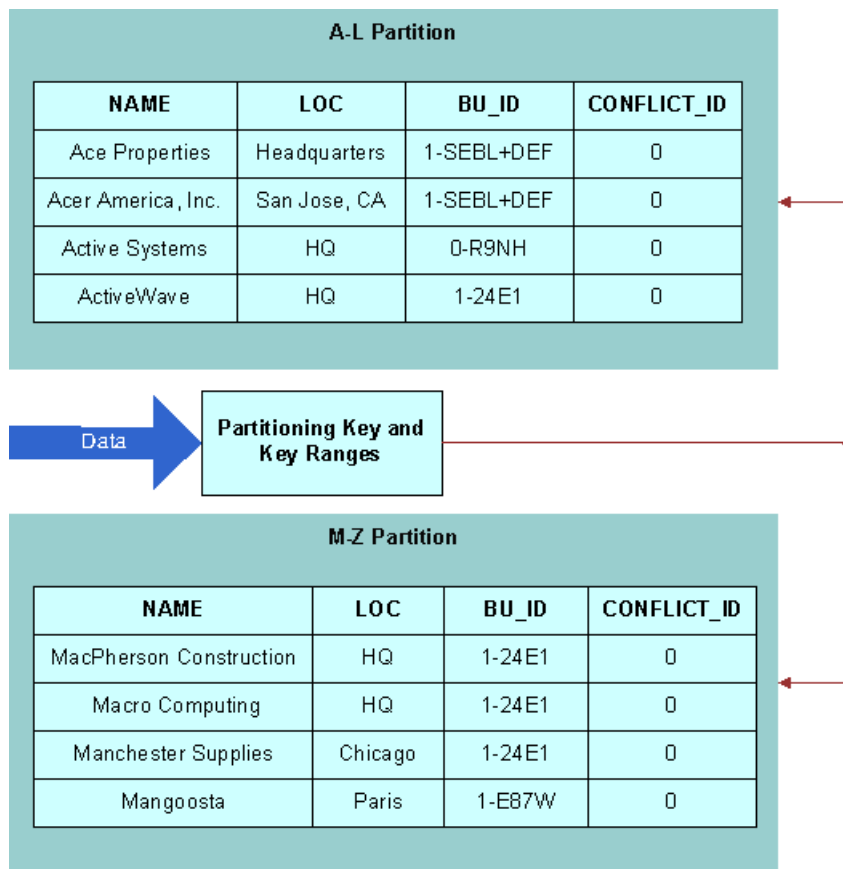 A-L Partition
NAME LOC BU_ID CONFLICT_ID
Ace Properties Headquarters 1-SEBL+DEF 0
Acer America, Inc. San Jose, CA 1-SEBL+DEF 0
Active Systems HQ 0-R9NH 0
ActiveWave HQ 1-24E1 0
Data
Partitioning Key and
Key Ranges
M-Z Partition
NAME LOC BU_ID CONFLICT_ID
MacPherson Construction HQ 1-24E1 0
Macro Computing HQ 1-24E1 0
Manchester Supplies Chicago 1-24E1 0
Mangoosta Paris 1-E87W 0